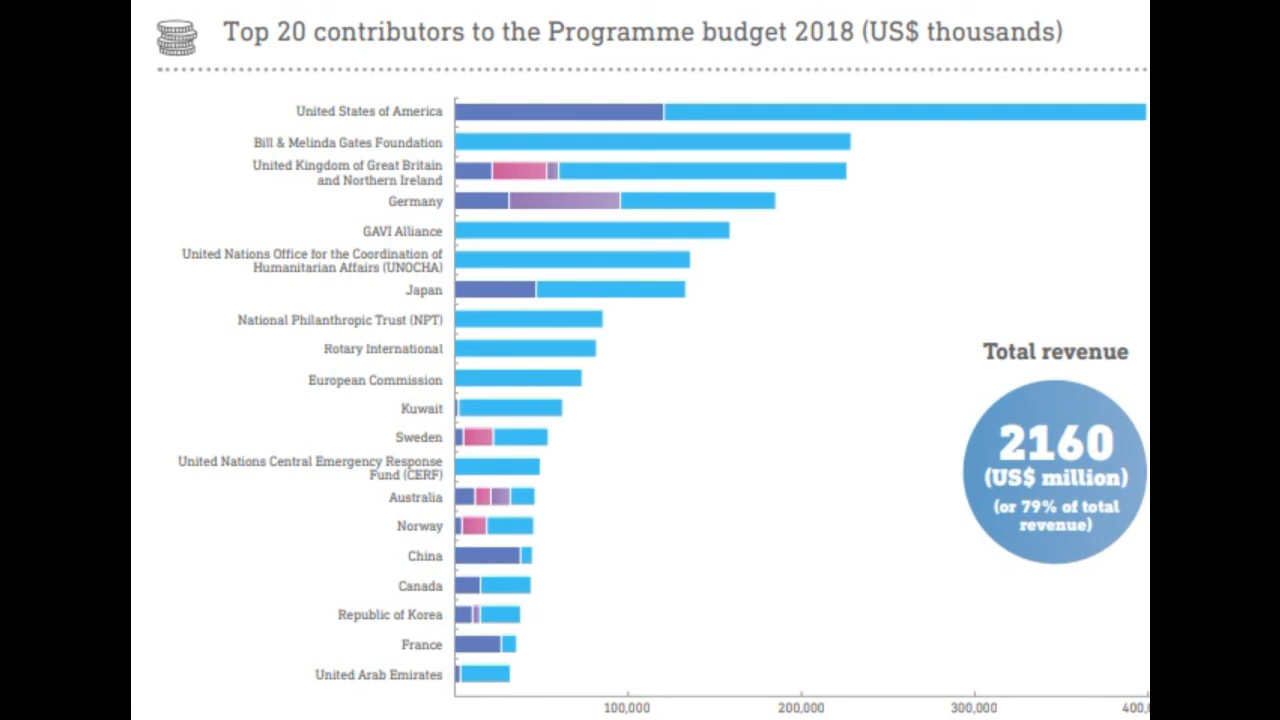 Top 20 contributors to the Programme budget 2018 (US$ thousands)
United States of America
Bill & Melinda Gates Foundation
United Kingdom of Great Britain
and Northern Ireland
Germany
GAVI Alliance
United Nations Office for the Coordination of
Humanitarian Affairs (UNOCHA)
Japan
National Philanthropic Trust (NPT)
Rotary International
European Commission
Kuwait
Sweden
United Nations Central Emergency Response
Fund (CERF)
Australia
Norway
China
Canada
Republic of Korea
France
United Arab Emirates
Total revenue
2160
(US$ million)
(or 79% of total
revenue)
100,000
200,000
300,000
400,0